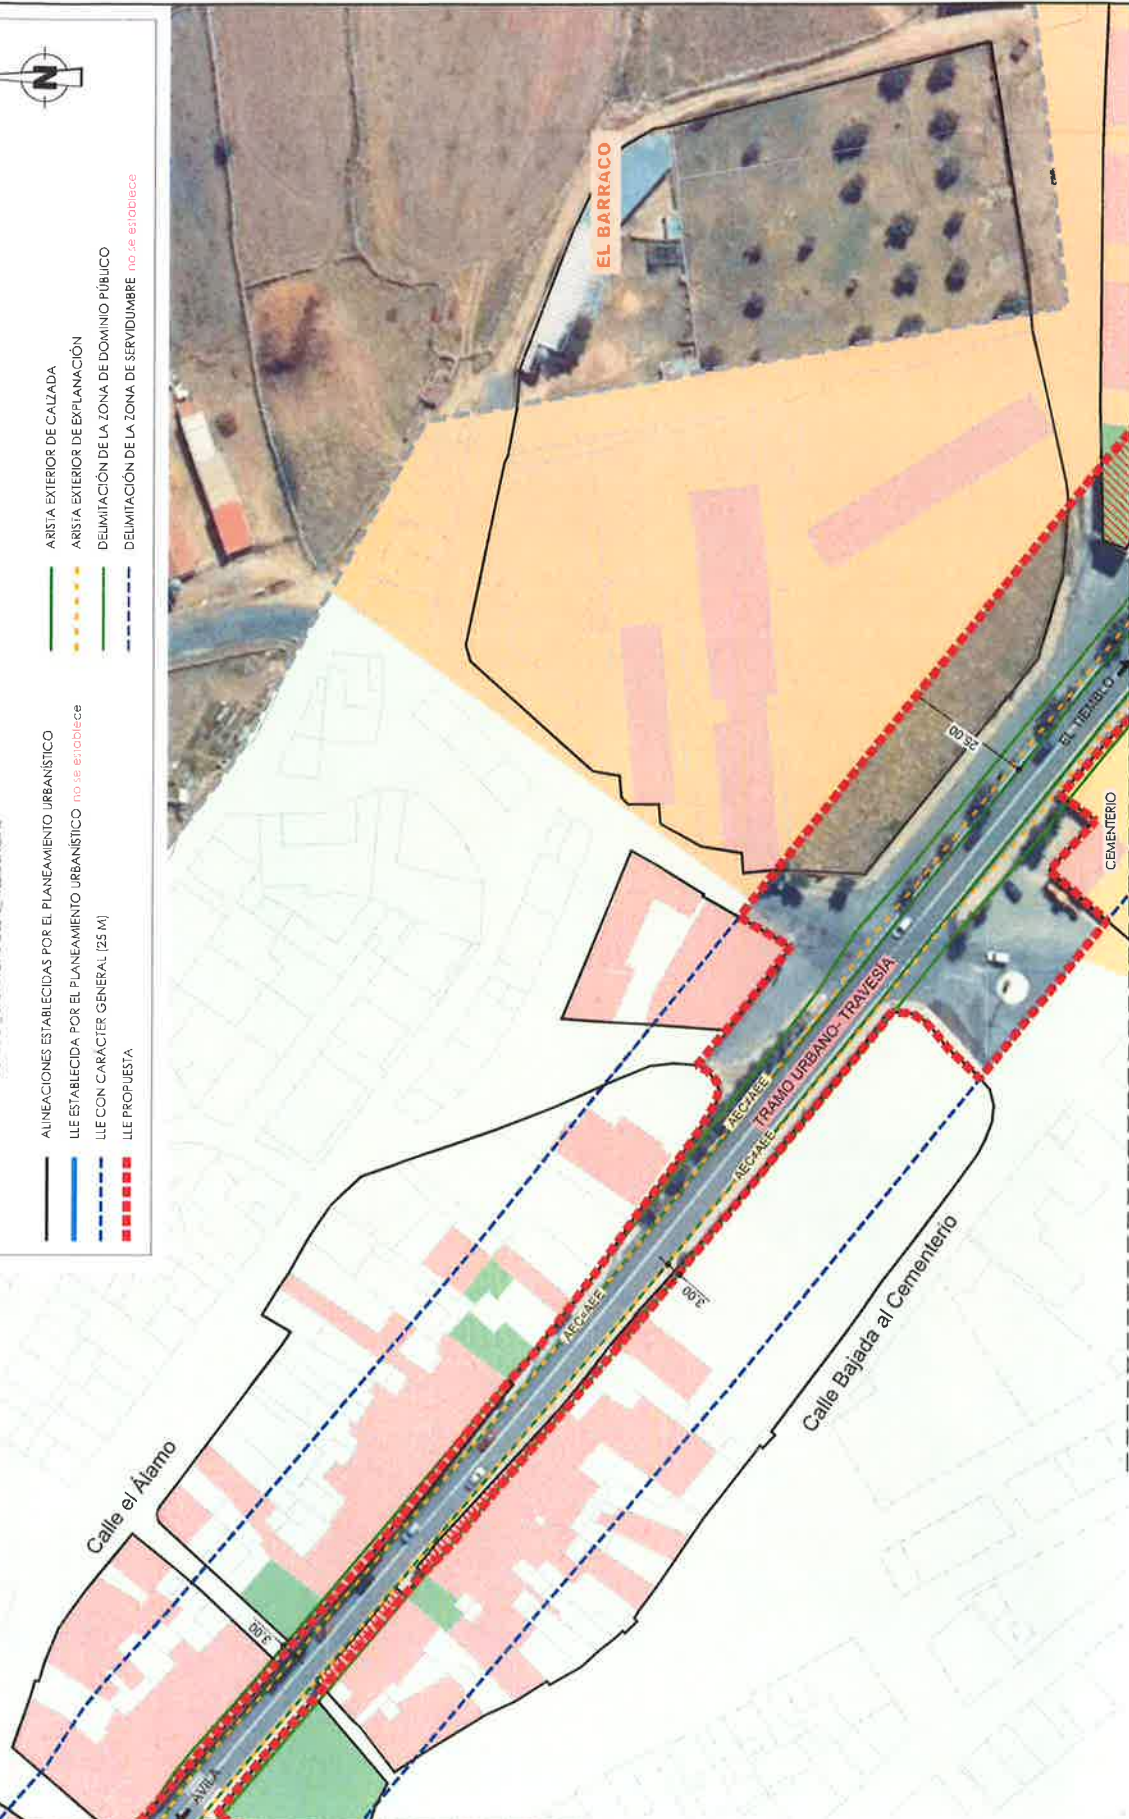 N
ALINEACIONES ESTABLECIDAS POR EL PLANEAMIENTO URBANÍSTICO
LLE ESTABLECIDA POR EL PLANEAMIENTO URBANÍSTICO no se establece
LLE CON CARÁCTER GENERAL (25 M)
LLE PROPUESTA
ARISTA EXTERIOR DE CALZADA
ARISTA EXTERIOR DE EXPLANACIÓN
DELIMITACIÓN DE LA ZONA DE DOMINIO PÚBLICO
DELIMITACIÓN DE LA ZONA DE SERVIDUMBRE no se establece
EL BARRACO
25.00
EL TIEMBLO
CEMENTERIO
TRAMO URBANO- TRAVESIA
AEC=AEE
AEC=AEE
AEC=AEE
3.00
Calle Bajada al Cementerio
Calle el Álamo
3.00
AVILA